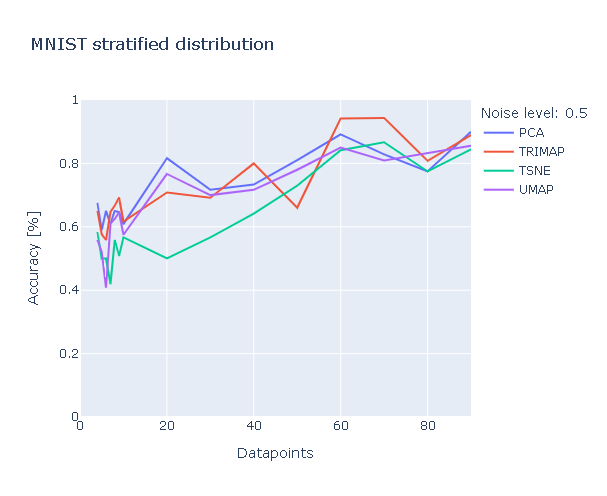 MNIST stratified distribution
Noise level: 0.5
PCA
TRIMAP
TSNE
UMAP
1
0.8
0.6
0.4
0.2
0
Accuracy [%]
0
20
40
60
80
Datapoints